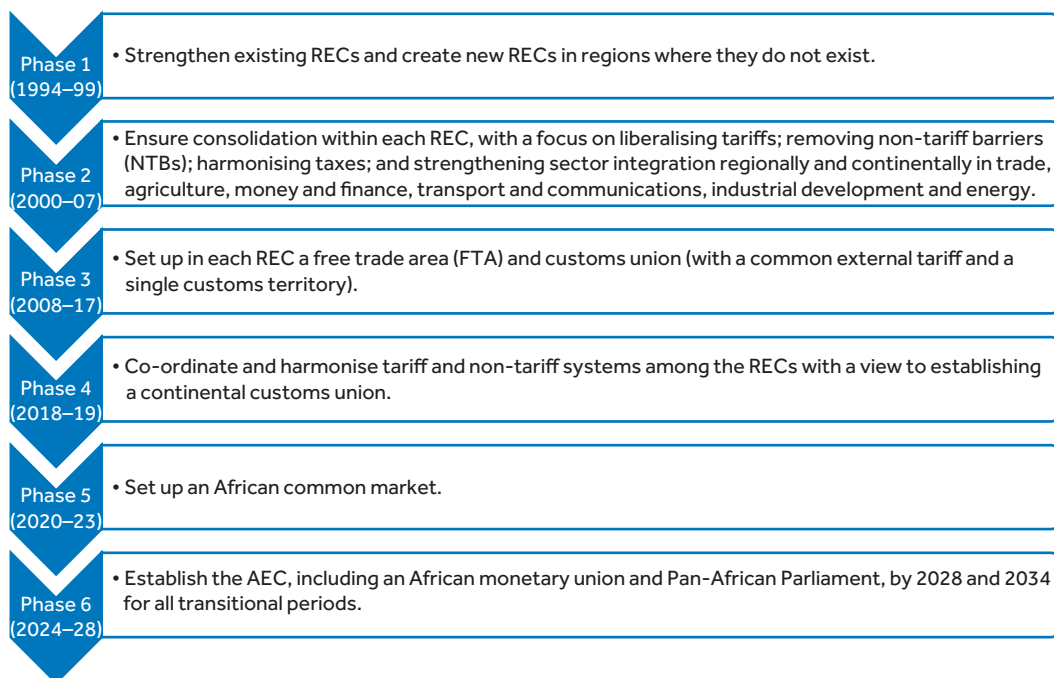 Phase 1
(1994–99)
• Strengthen existing RECs and create new RECs in regions where they do not exist.
Phase 2
(2000–07)
• Ensure consolidation within each REC, with a focus on liberalising tariffs; removing non-tariff barriers
(NTBs); harmonising taxes; and strengthening sector integration regionally and continentally in trade,
agriculture, money and finance, transport and communications, industrial development and energy.
Phase 3
(2008–17)
• Set up in each REC a free trade area (FTA) and customs union (with a common external tariff and a
single customs territory).
Phase 4
(2018–19)
• Co-ordinate and harmonise tariff and non-tariff systems among the RECs with a view to establishing
a continental customs union.
Phase 5
(2020–23)
• Set up an African common market.
Phase 6
(2024–28)
• Establish the AEC, including an African monetary union and Pan-African Parliament, by 2028 and 2034
for all transitional periods.